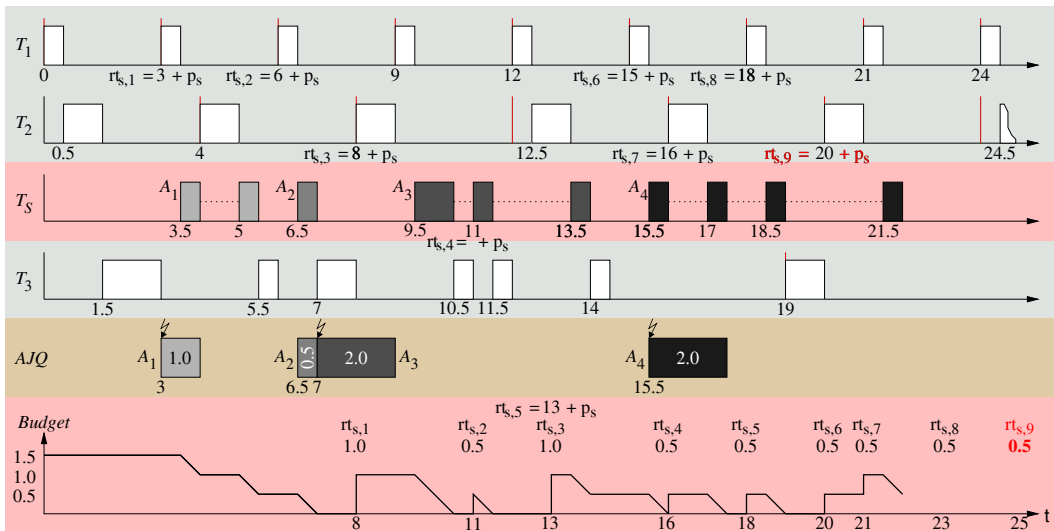 T1
0 3 6 9 12 15 18 21 24
rts,1 = 3 + ps rts,2 = 6 + ps rts,6 = 15 + ps rts,8 = 18 + ps
T2
0.5 4 8 12.5 16 20 24.5
rts,3 = 8 + ps rts,7 = 16 + ps rts,9 = 20 + ps
TS
A1 A2 A3 A4
3.5 5 6.5 9.5 11 13.5 15.5 17 18.5 21.5
rts,4 = + ps
T3
1.5 5.5 7 10.5 11.5 14 19
AJQ
A1 1.0 A2 0.5 2.0 A3 A4 2.0
3 6.5 7 15.5
rts,5 = 13 + ps
Budget
rts,1 rts,2 rts,3 rts,4 rts,5 rts,6 rts,7 rts,8 rts,9
1.0 0.5 1.0 0.5 0.5 0.5 0.5 0.5 0.5
1.5
1.0
0.5
8 11 13 16 18 20 21 23 25 t